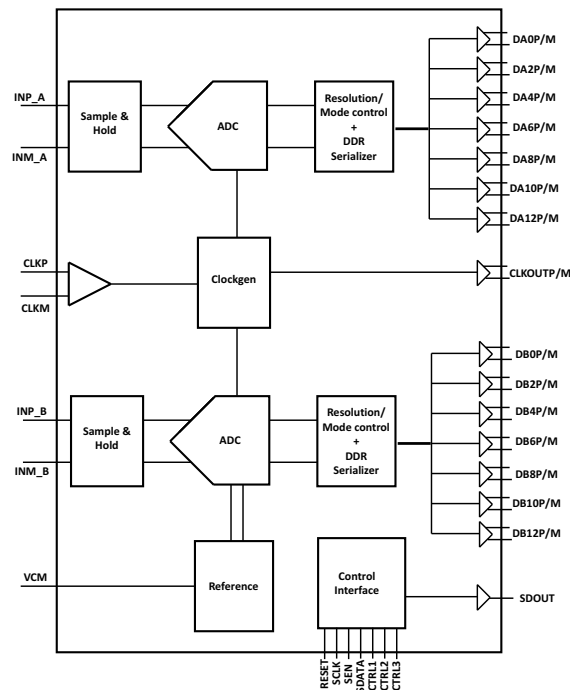 DA0P/M
DA2P/M
DA4P/M
DA6P/M
DA8P/M
DA10P/M
DA12P/M
INP_A
INM_A
Sample &
Hold
ADC
Resolution/
Mode control
+
DDR
Serializer
CLKP
CLKM
Clockgen
CLKOUTP/M
DB0P/M
DB2P/M
DB4P/M
DB6P/M
DB8P/M
DB10P/M
DB12P/M
INP_B
INM_B
Sample &
Hold
ADC
Resolution/
Mode control
+
DDR
Serializer
VCM
Reference
Control
Interface
SDOUT
RESET
SCLK
SEN
SDATA
CTRL1
CTRL2
CTRL3